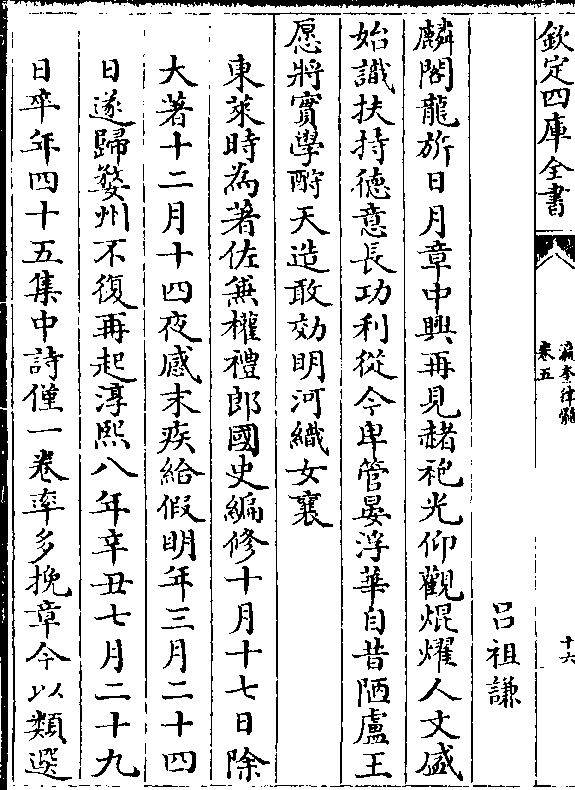 欽定四庫全書
瀛奎律髓
卷五
十六
吕祖謙
麟閣龍旂日月章中興再見赭袍光仰觀焜燿人文盛
始識扶持徳意長功利從今卑管晏浮華自昔陋盧王
愿將實學酧天造敢効明河織女襄
東萊時為著佐兼權禮郎國史編修十月十七日除
大著十二月十四夜感末疾給假明年三月二十四
日遂歸婺州不復再起淳熙八年辛丑七月二十九
日卒年四十五集中詩僅一卷率多挽章今以類選